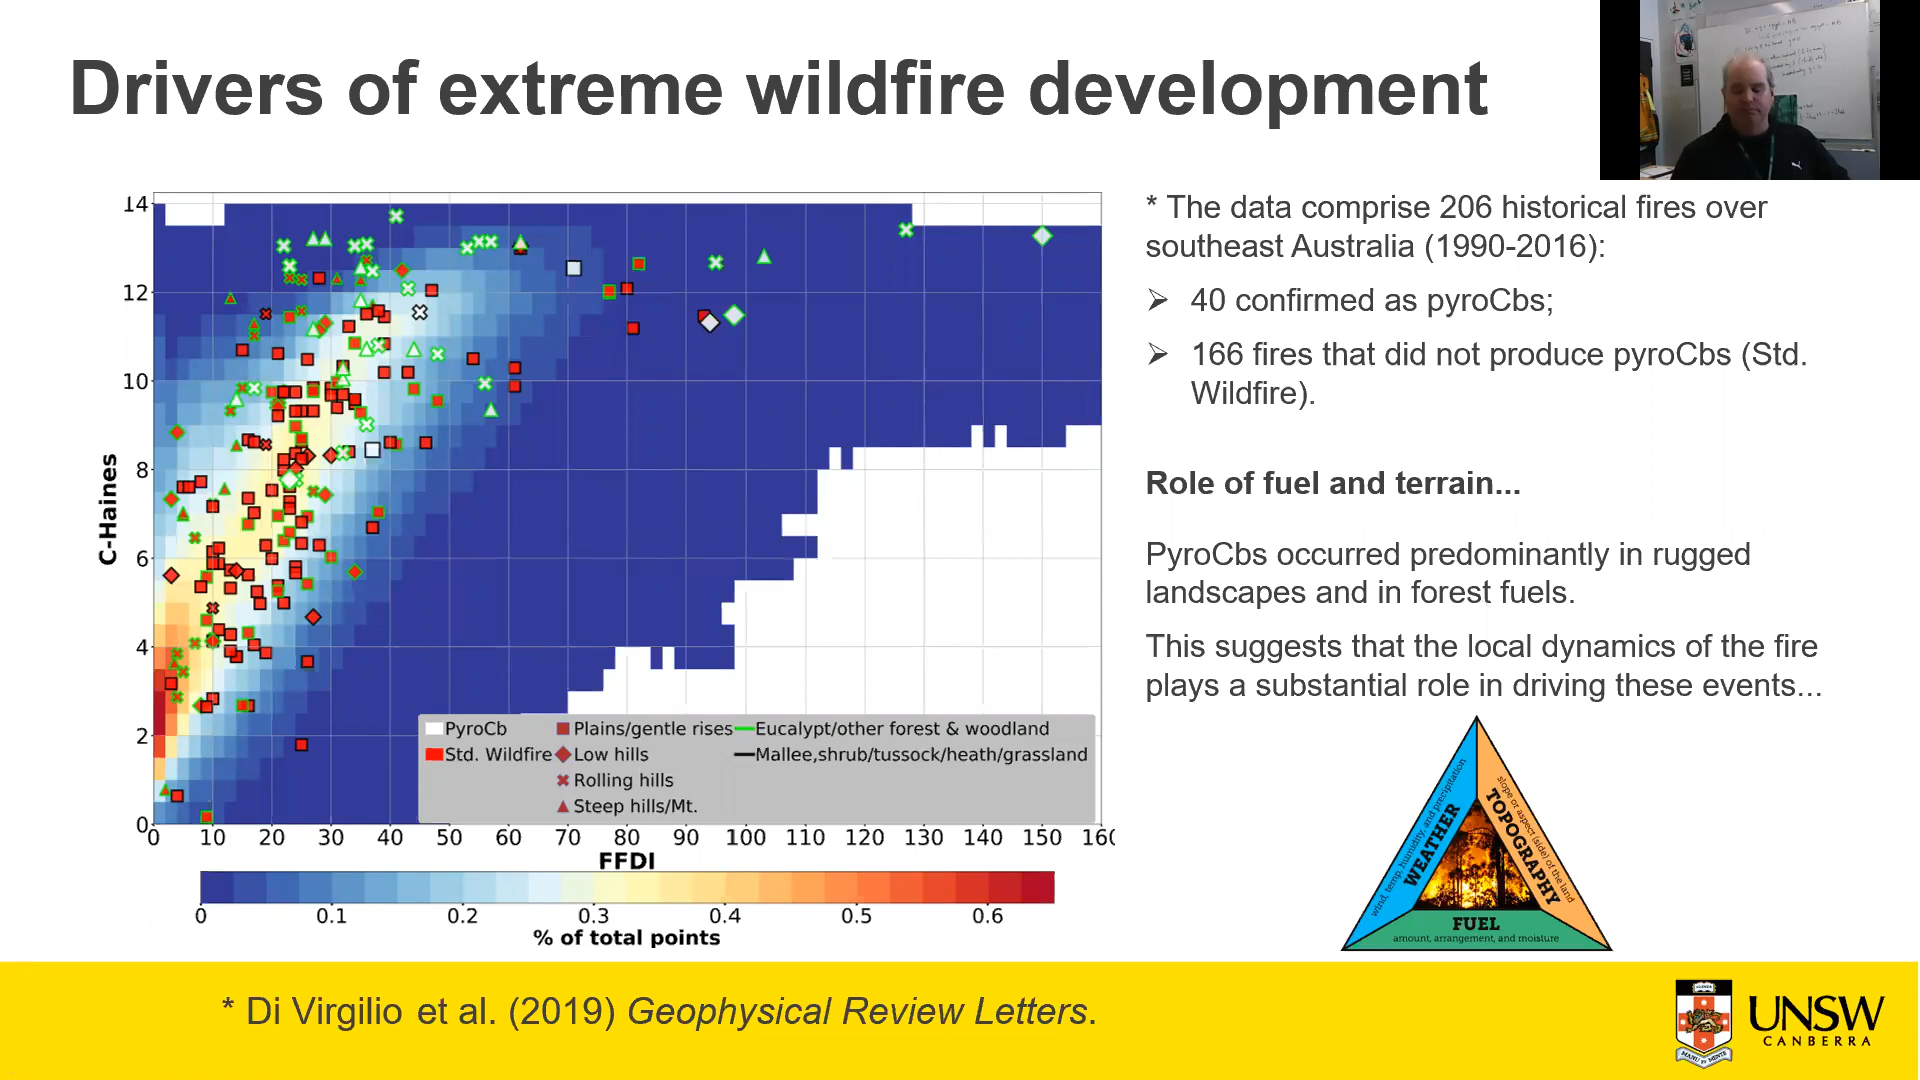 Drivers of extreme wildfire development
* The data comprise 206 historical fires over
southeast Australia (1990-2016):
➢ 40 confirmed as pyroCbs;
➢ 166 fires that did not produce pyroCbs (Std.
Wildfire).
Role of fuel and terrain...
PyroCbs occurred predominantly in rugged
landscapes and in forest fuels.
This suggests that the local dynamics of the fire
plays a substantial role in driving these events...
C-Haines
14
12
10
8
6
4
2
0
0 10 20 30 40 50 60 70 80 90 100 110 120 130 140 150 160
FFDI
PyroCb
Std. Wildfire
Plains/gentle rises
Low hills
Rolling hills
Steep hills/Mt.
Eucalypt/other forest & woodland
Mallee,shrub/tussock/heath/grassland
0 0.1 0.2 0.3 0.4 0.5 0.6
% of total points
WEATHER
wind, temp, humidity, and precipitation
TOPOGRAPHY
slope or aspect (side) of the land
FUEL
amount, arrangement, and moisture
* Di Virgilio et al. (2019) Geophysical Review Letters.
UNSW
CANBERRA
MANU ET MENTE